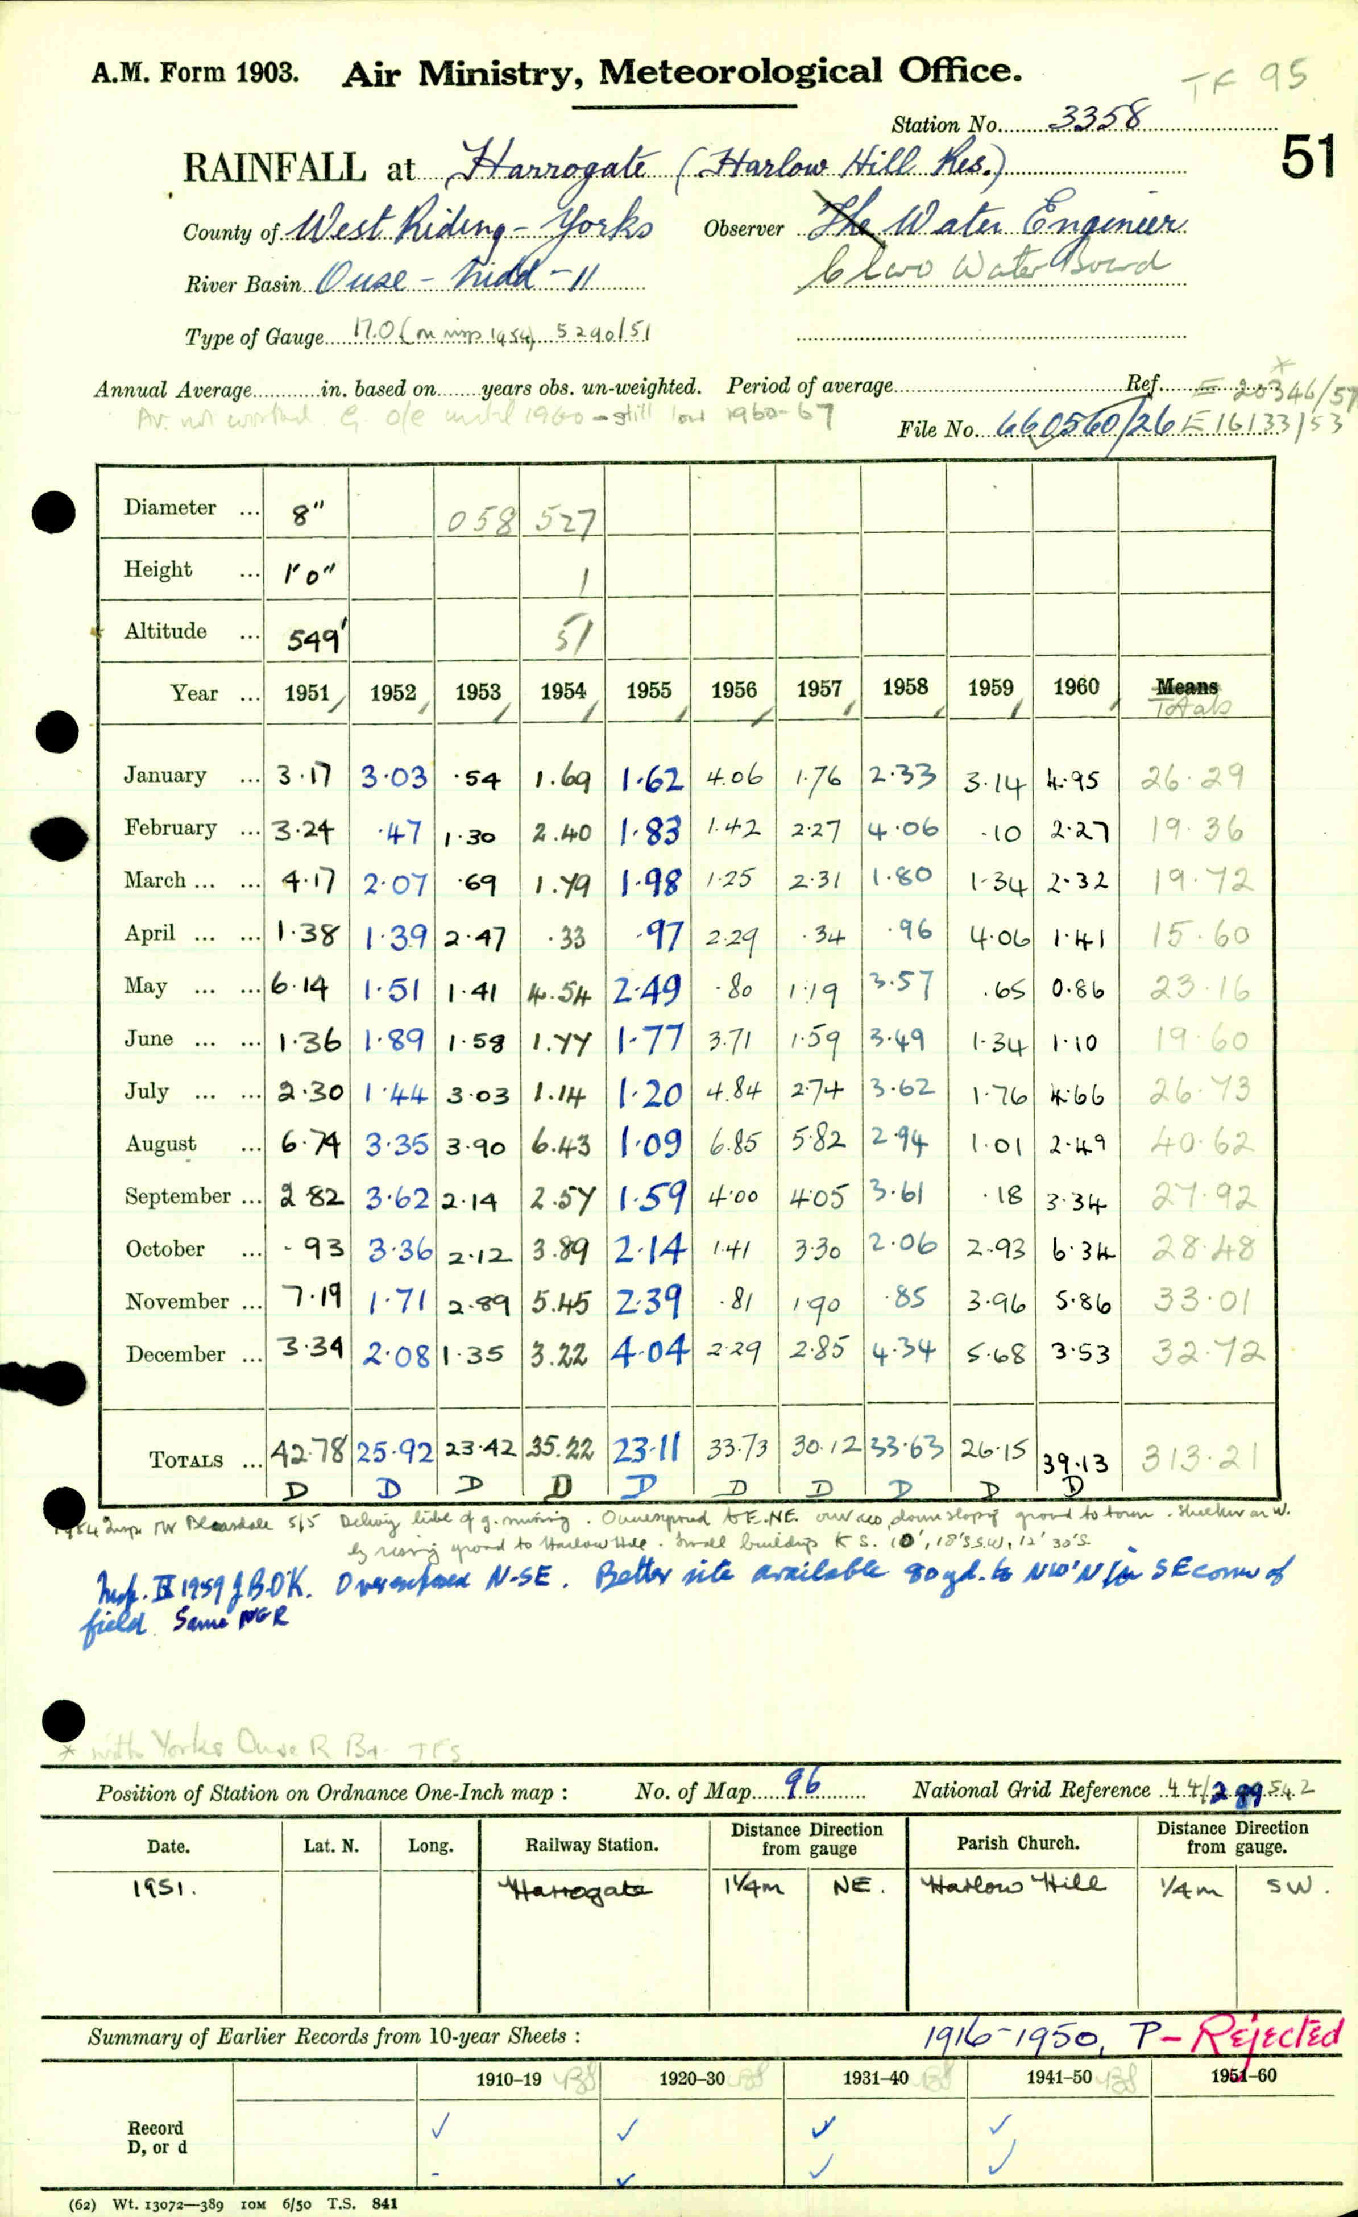 A.M. Form 1903. Air Ministry, Meteorological Office.
TF 95
Station No. 3358
51
RAINFALL at Harrogate (Harlow Hill Res.)
County of West Riding - Yorks Observer The Water Engineer
River Basin Ouse - Nidd - 11 Claro Water Board
Type of Gauge 5290/51
Annual Average in. based on years obs. un-weighted. Period of average Ref. E 20346/57
Av. not worked G. o/e until 1960 - still low 1960-67
File No. 660560/26 E16133/53
Diameter ... 8" 058 527
Height ... 1'0" 1
Altitude ... 549' 51
Year ... 1951 1952 1953 1954 1955 1956 1957 1958 1959 1960 Means
Totals
January ... 3.17 3.03 .54 1.69 1.62 4.06 1.76 2.33 3.14 4.95 26.29
February ... 3.24 .47 1.30 2.40 1.83 1.42 2.27 4.06 .10 2.27 19.36
March ... ... 4.17 2.07 .69 1.79 1.98 1.25 2.31 1.80 1.34 2.32 19.72
April ... ... 1.38 1.39 2.47 .33 .97 2.29 .34 .96 4.06 1.41 15.60
May ... ... 6.14 1.51 1.41 4.54 2.49 .80 1.19 3.57 .65 0.86 23.16
June ... ... 1.36 1.89 1.58 1.77 1.77 3.71 1.59 3.49 1.34 1.10 19.60
July ... ... 2.30 1.44 3.03 1.14 1.20 4.84 2.74 3.62 1.76 4.66 26.73
August ... 6.74 3.35 3.90 6.43 1.09 6.85 5.82 2.94 1.01 2.49 40.62
September ... 2 82 3.62 2.14 2.57 1.59 4.00 4.05 3.61 .18 3.34 27.92
October ... .93 3.36 2.12 3.89 2.14 1.41 3.30 2.06 2.93 6.34 28.48
November ... 7.19 1.71 2.89 5.45 2.39 .81 1.90 .85 3.96 5.86 33.01
December ... 3.34 2.08 1.35 3.22 4.04 2.29 2.85 4.34 5.68 3.53 32.72
TOTALS ... 42.78 25.92 23.42 35.22 23.11 33.73 30.12 33.63 26.15 39.13 313.21
D D D D D D D D D D
1954 Insp. TW Bleasdale 5/5 g. missing. Overexposed to E.NE. over down sloping ground to town. Shelter on W.
by rising ground to Harlow Hill. Small buildings
Insp. IX 1959 J.B.O.K. Overexposed N-SE. Better site available 80yd. to in SE corner of
field. Same NGR
* with Yorks Ouse R Bd TFS.
Position of Station on Ordnance One-Inch map : No. of Map 96 National Grid Reference 44/289542
Date. Lat. N. Long. Railway Station. Distance from gauge Direction Parish Church. Distance from gauge. Direction
1951. Harrogate 1¼m NE. Harlow Hill ¼m SW.
Summary of Earlier Records from 10-year Sheets : 1916-1950, P - Rejected
1910–19 1920–30 1931–40 1941–50 1951–60
Record
D, or d
(62) Wt. 13072—389 10M 6/50 T.S. 841